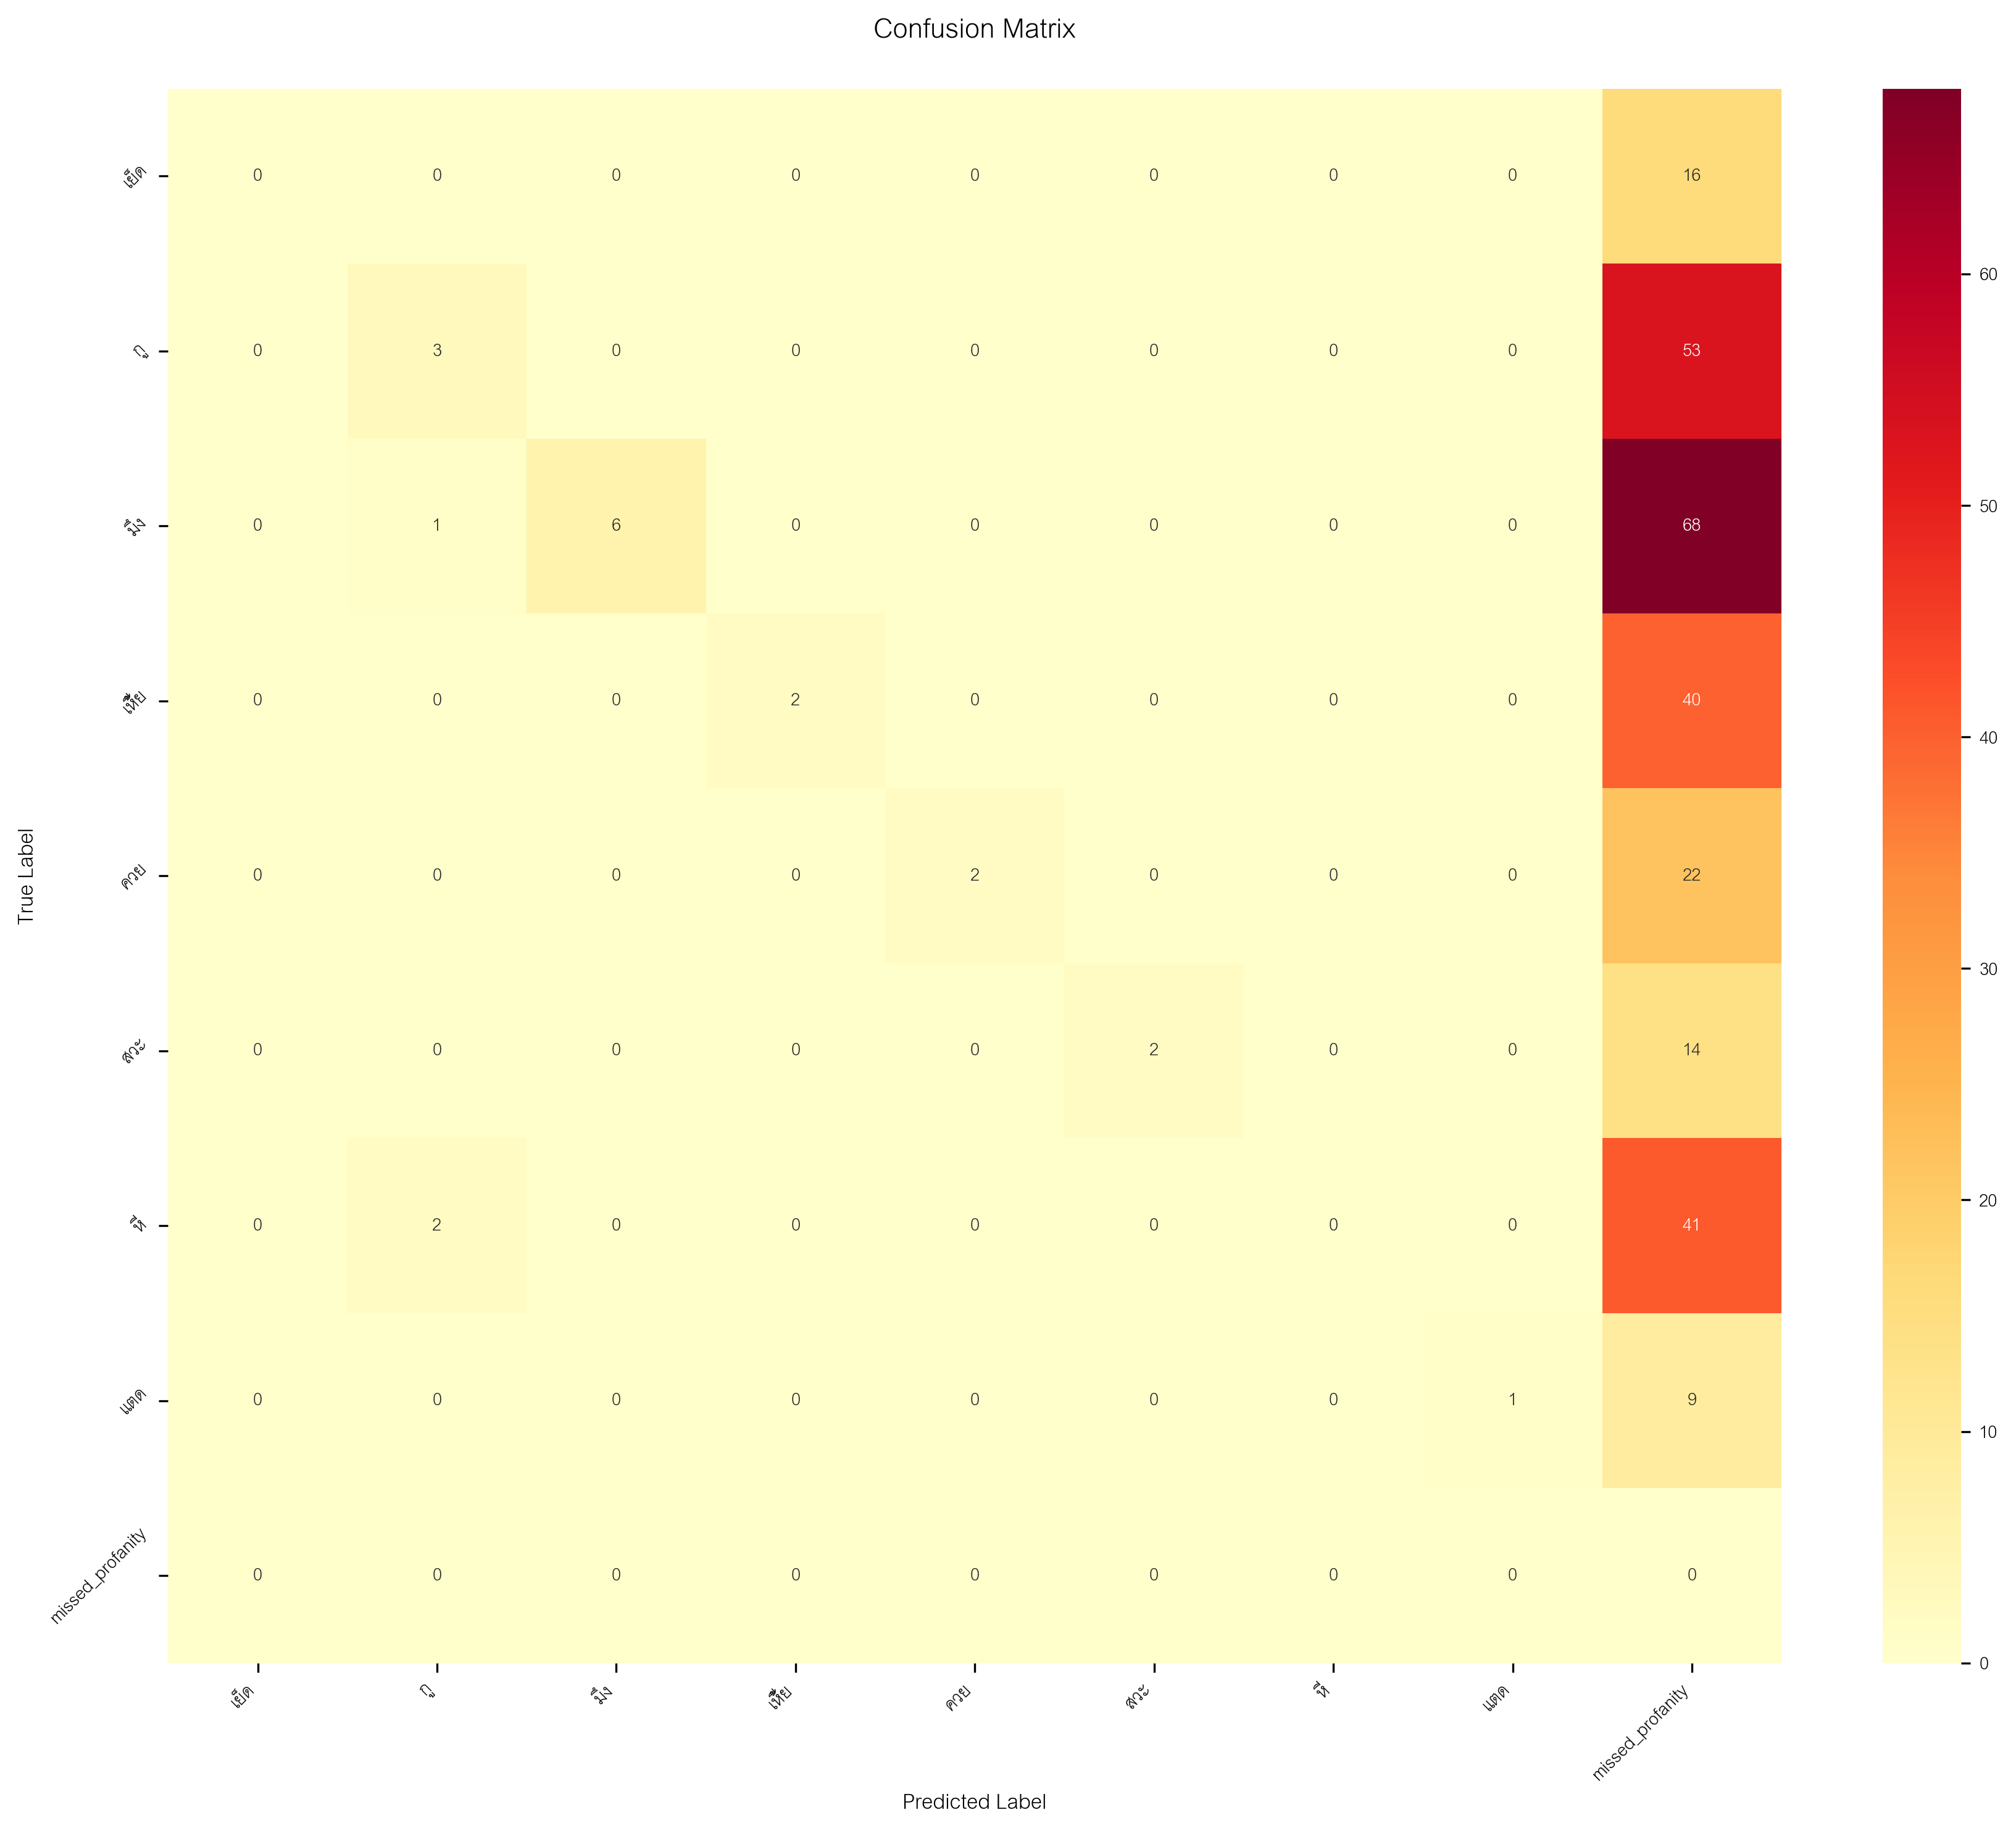 Confusion Matrix
True Label
เย็ด 0 0 0 0 0 0 0 0 16
กู 0 3 0 0 0 0 0 0 53
มึง 0 1 6 0 0 0 0 0 68
เหี้ย 0 0 0 2 0 0 0 0 40
ควย 0 0 0 0 2 0 0 0 22
สวะ 0 0 0 0 0 2 0 0 14
หี 0 2 0 0 0 0 0 0 41
แตด 0 0 0 0 0 0 0 1 9
missed_profanity 0 0 0 0 0 0 0 0 0
เย็ด กู มึง เหี้ย ควย สวะ หี แตด missed_profanity
Predicted Label
60
50
40
30
20
10
0